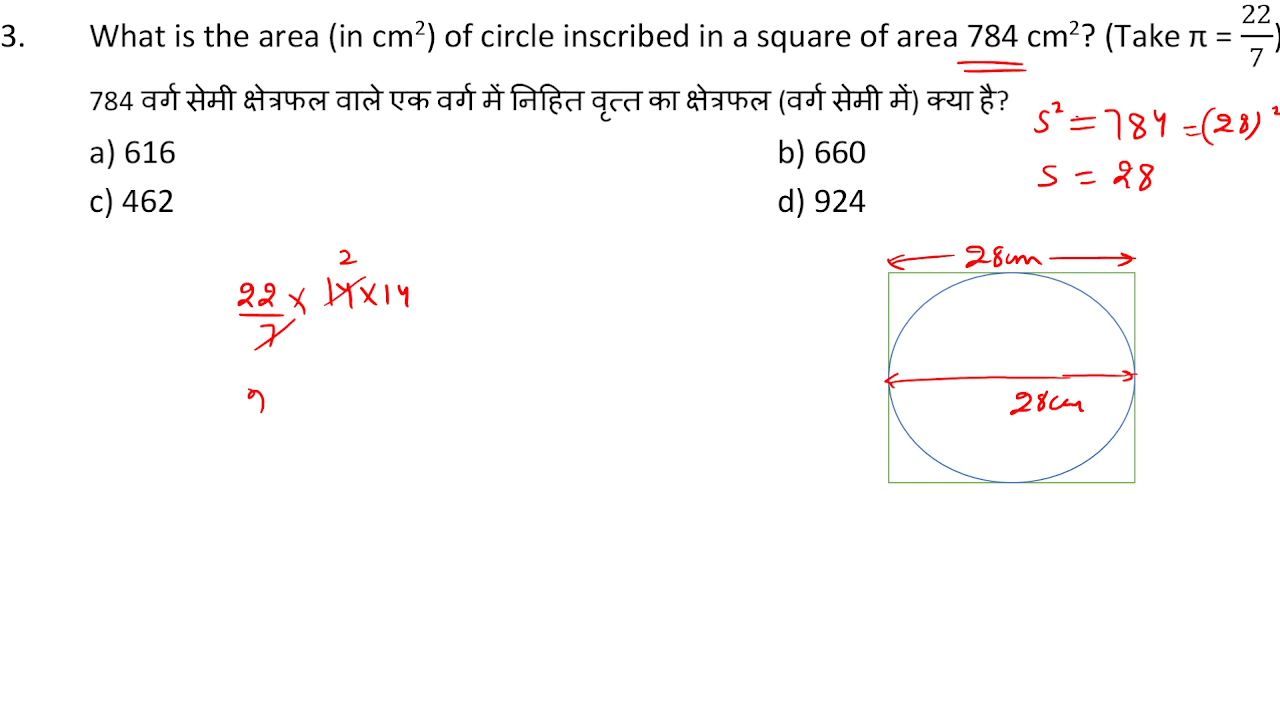 3. What is the area (in cm²) of circle inscribed in a square of area 784 cm²? (Take π = 22/7)
784 वर्ग सेमी क्षेत्रफल वाले एक वर्ग में निहित वृत्त का क्षेत्रफल (वर्ग सेमी में) क्या है?
S² = 784 = (28)²
a) 616 b) 660
S = 28
c) 462 d) 924
28cm
2
22/7 x 14 x 14
28cm